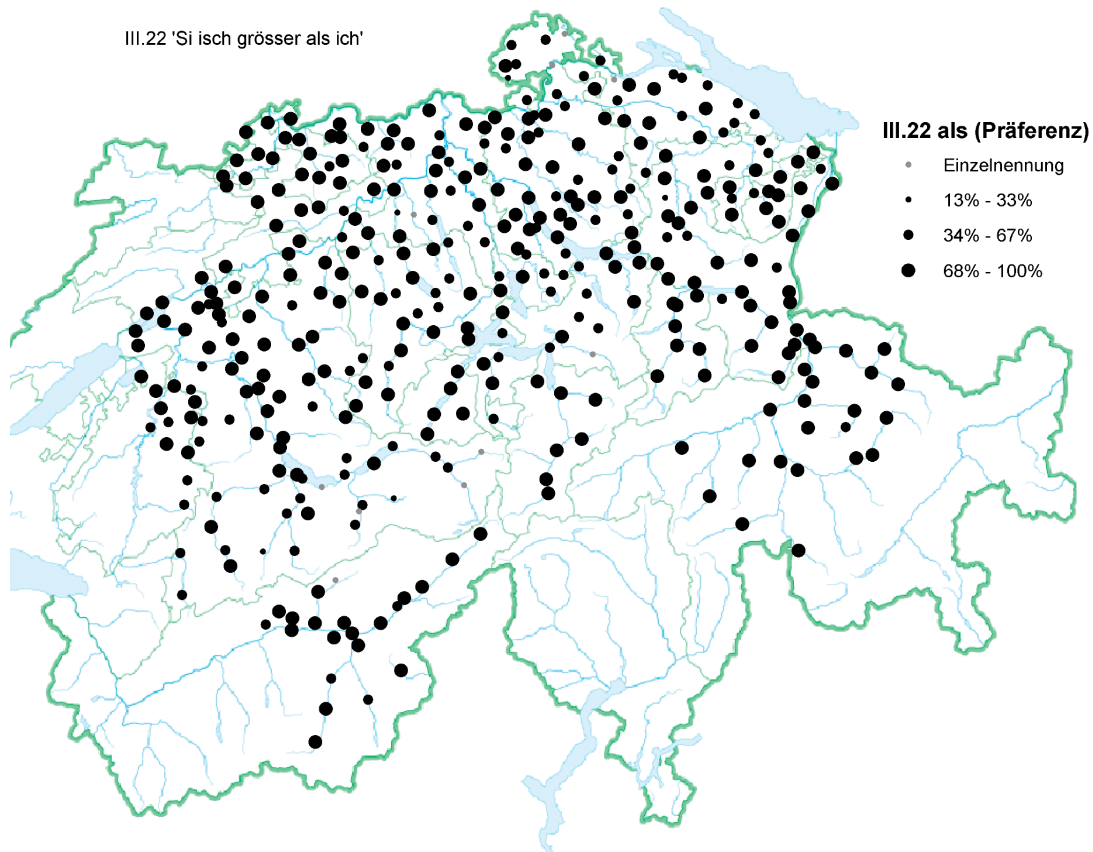 III.22 'Si isch grösser als ich'
III.22 als (Präferenz)
Einzelnennung
13% - 33%
34% - 67%
68% - 100%